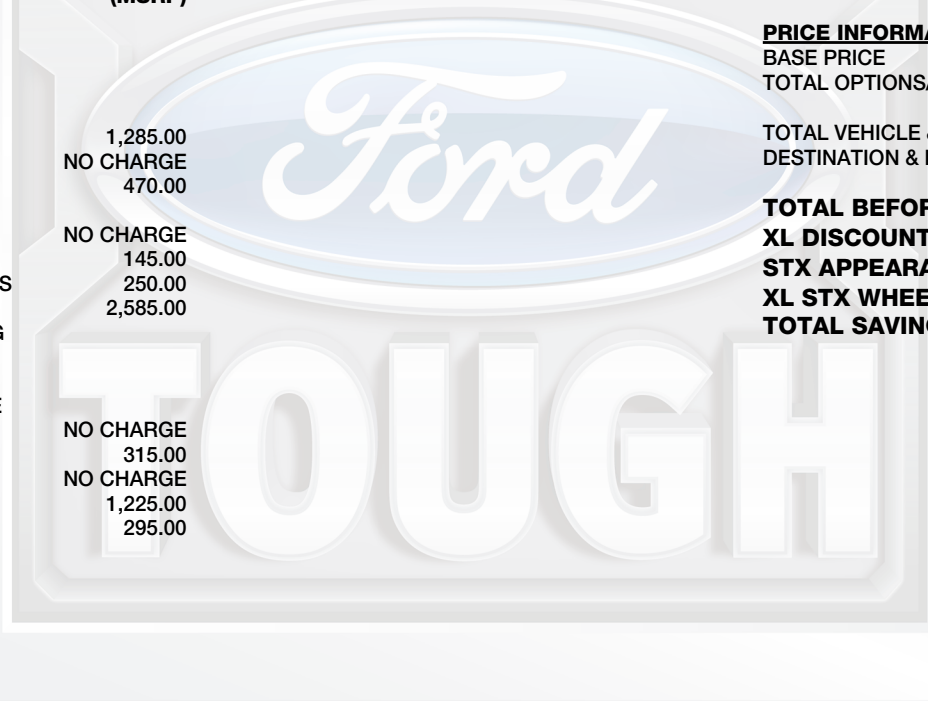 (MSRP)
1,285.00
NO CHARGE
470.00
NO CHARGE
145.00
250.00
2,585.00
NO CHARGE
315.00
NO CHARGE
1,225.00
295.00
S
G
E
Ford
TOUGH
PRICE INFORMA
BASE PRICE
TOTAL OPTIONS
TOTAL VEHICLE &
DESTINATION &
TOTAL BEFOR
XL DISCOUNT
STX APPEARA
XL STX WHEE
TOTAL SAVIN